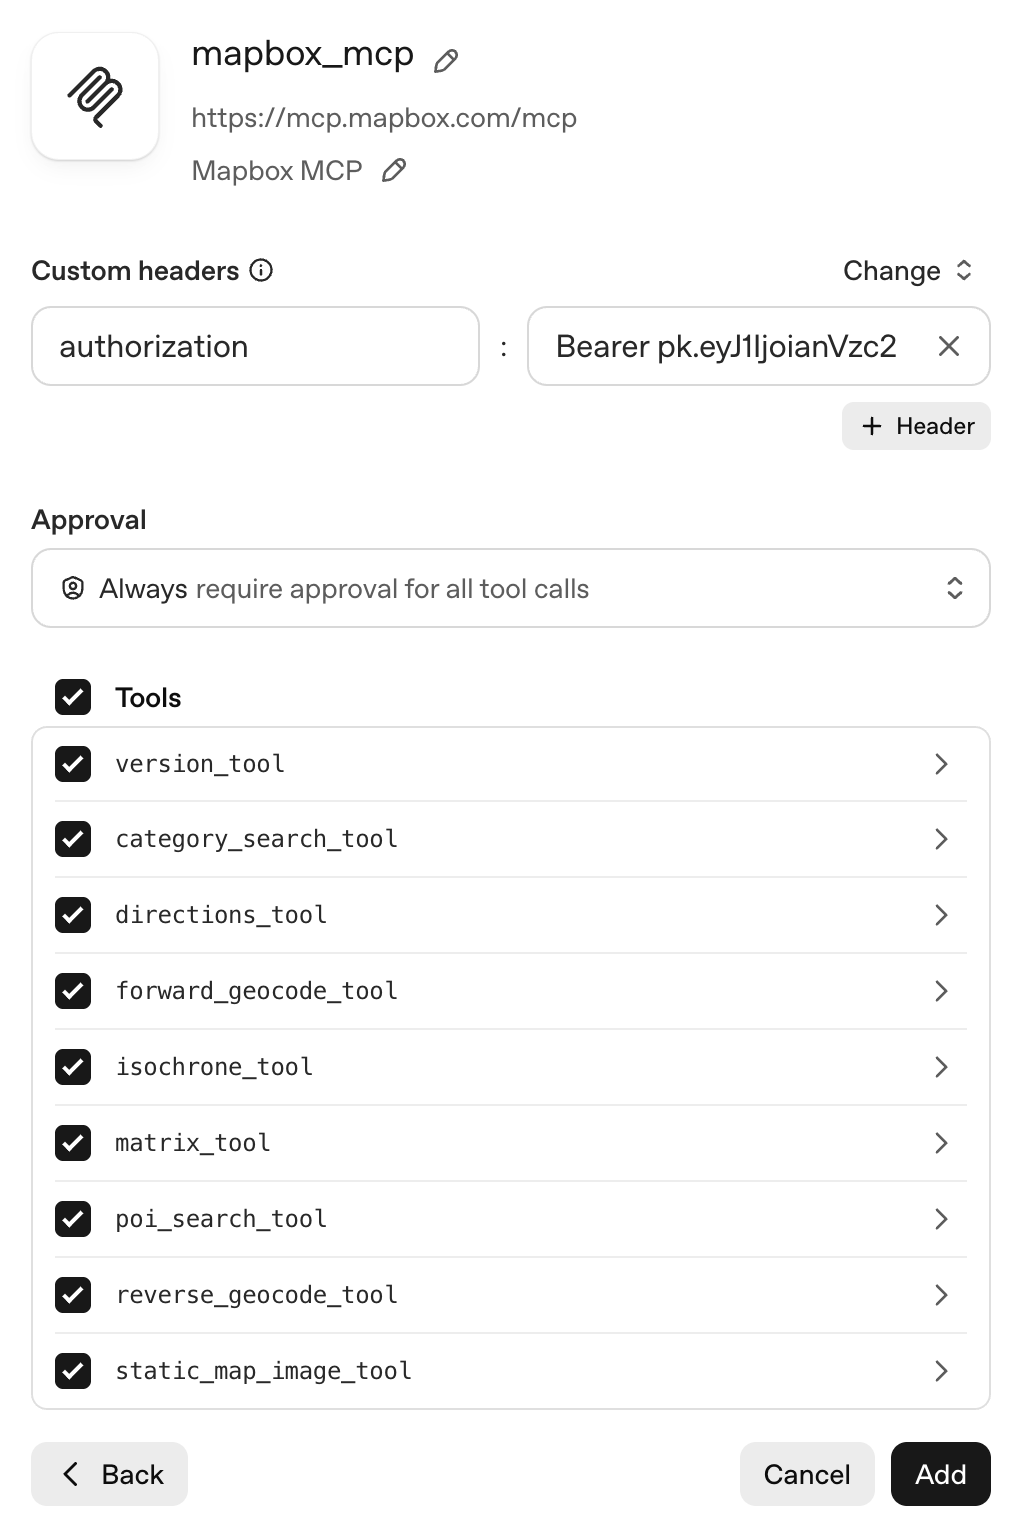 mapbox_mcp
https://mcp.mapbox.com/mcp
Mapbox MCP
Custom headers Change
authorization : Bearer pk.eyJ1IjoianVzc2
+ Header
Approval
Always require approval for all tool calls
Tools
version_tool
category_search_tool
directions_tool
forward_geocode_tool
isochrone_tool
matrix_tool
poi_search_tool
reverse_geocode_tool
static_map_image_tool
Back Cancel Add